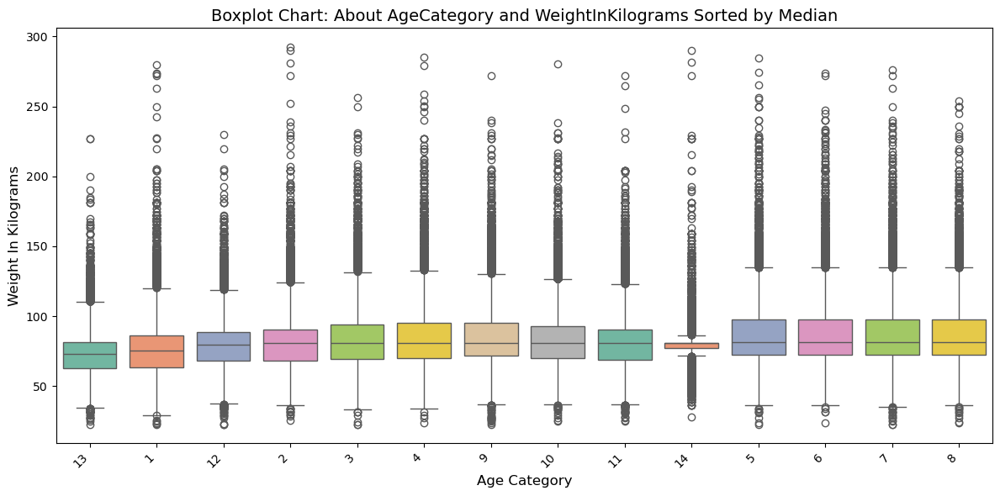 Boxplot Chart: About AgeCategory and WeightInKilograms Sorted by Median
Weight In Kilograms
300
250
200
150
100
50
13 1 12 2 3 4 9 10 11 14 5 6 7 8
Age Category